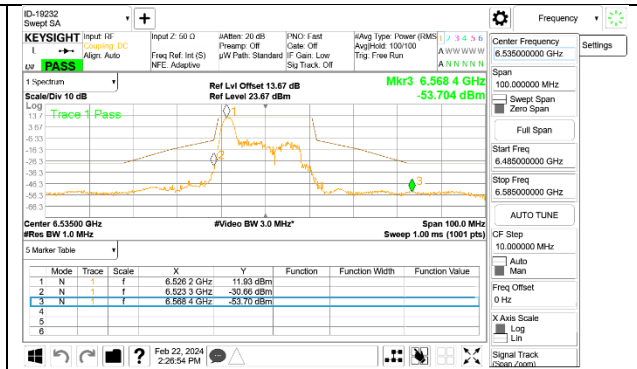 ID-19232
Swept SA
+
Frequency
Settings
KEYSIGHT
L
PASS
Input: RF
Coupling: DC
Align: Auto
Input Z: 50 Ω
Freq Ref: Int (S)
NFE: Adaptive
#Atten: 20 dB
Preamp: Off
µW Path: Standard
PNO: Fast
Gate: Off
IF Gain: Low
Sig Track: Off
#Avg Type: Power (RMS
Avg|Hold: 100/100
Trig: Free Run
1 2 3 4 5 6
A W W W W W
A N N N N N
1 Spectrum
Scale/Div 10 dB
Ref Lvl Offset 13.67 dB
Ref Level 23.67 dBm
Mkr3 6.568 4 GHz
-53.704 dBm
Log
Trace 1 Pass
13.7
3.67
-6.33
-16.3
-26.3
-36.3
-46.3
-56.3
-66.3
1
2
3
Center 6.53500 GHz
#Res BW 1.0 MHz
#Video BW 3.0 MHz*
Span 100.0 MHz
Sweep 1.00 ms (1001 pts)
5 Marker Table
Mode Trace Scale X Y Function Function Width Function Value
1 N 1 f 6.526 2 GHz 11.93 dBm
2 N 1 f 6.523 3 GHz -30.66 dBm
3 N 1 f 6.568 4 GHz -53.70 dBm
4
5
6
?
Feb 22, 2024
2:26:54 PM
Center Frequency
6.535000000 GHz
Span
100.000000 MHz
Swept Span
Zero Span
Full Span
Start Freq
6.485000000 GHz
Stop Freq
6.585000000 GHz
AUTO TUNE
CF Step
10.000000 MHz
Auto
Man
Freq Offset
0 Hz
X Axis Scale
Log
Lin
Signal Track
(Span Zoom)